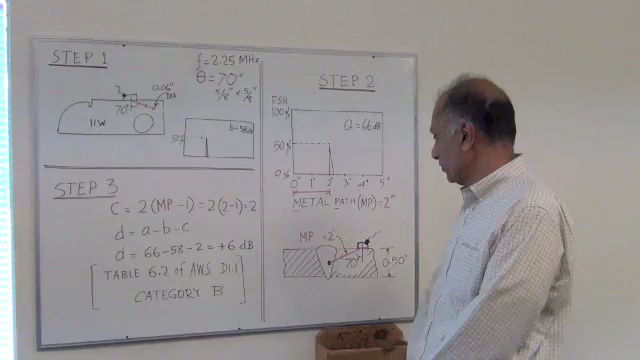 STEP 1
f = 2.25 MHz
θ = 70°
5/8" x 5/8"
0.06"
DIA
70°
IIW
50%
b = 58 dB
STEP 2
FSH
100%
a = 66 dB
50%
0%
0" 1" 2" 3" 4" 5"
METAL PATH (MP) = 2"
MP = 2"
70°
0.50"
STEP 3
C = 2 (MP - 1) = 2(2-1) = 2
d = a - b - c
d = 66 - 58 - 2 = +6 dB
[TABLE 6.2 of AWS D1.1
CATEGORY B]